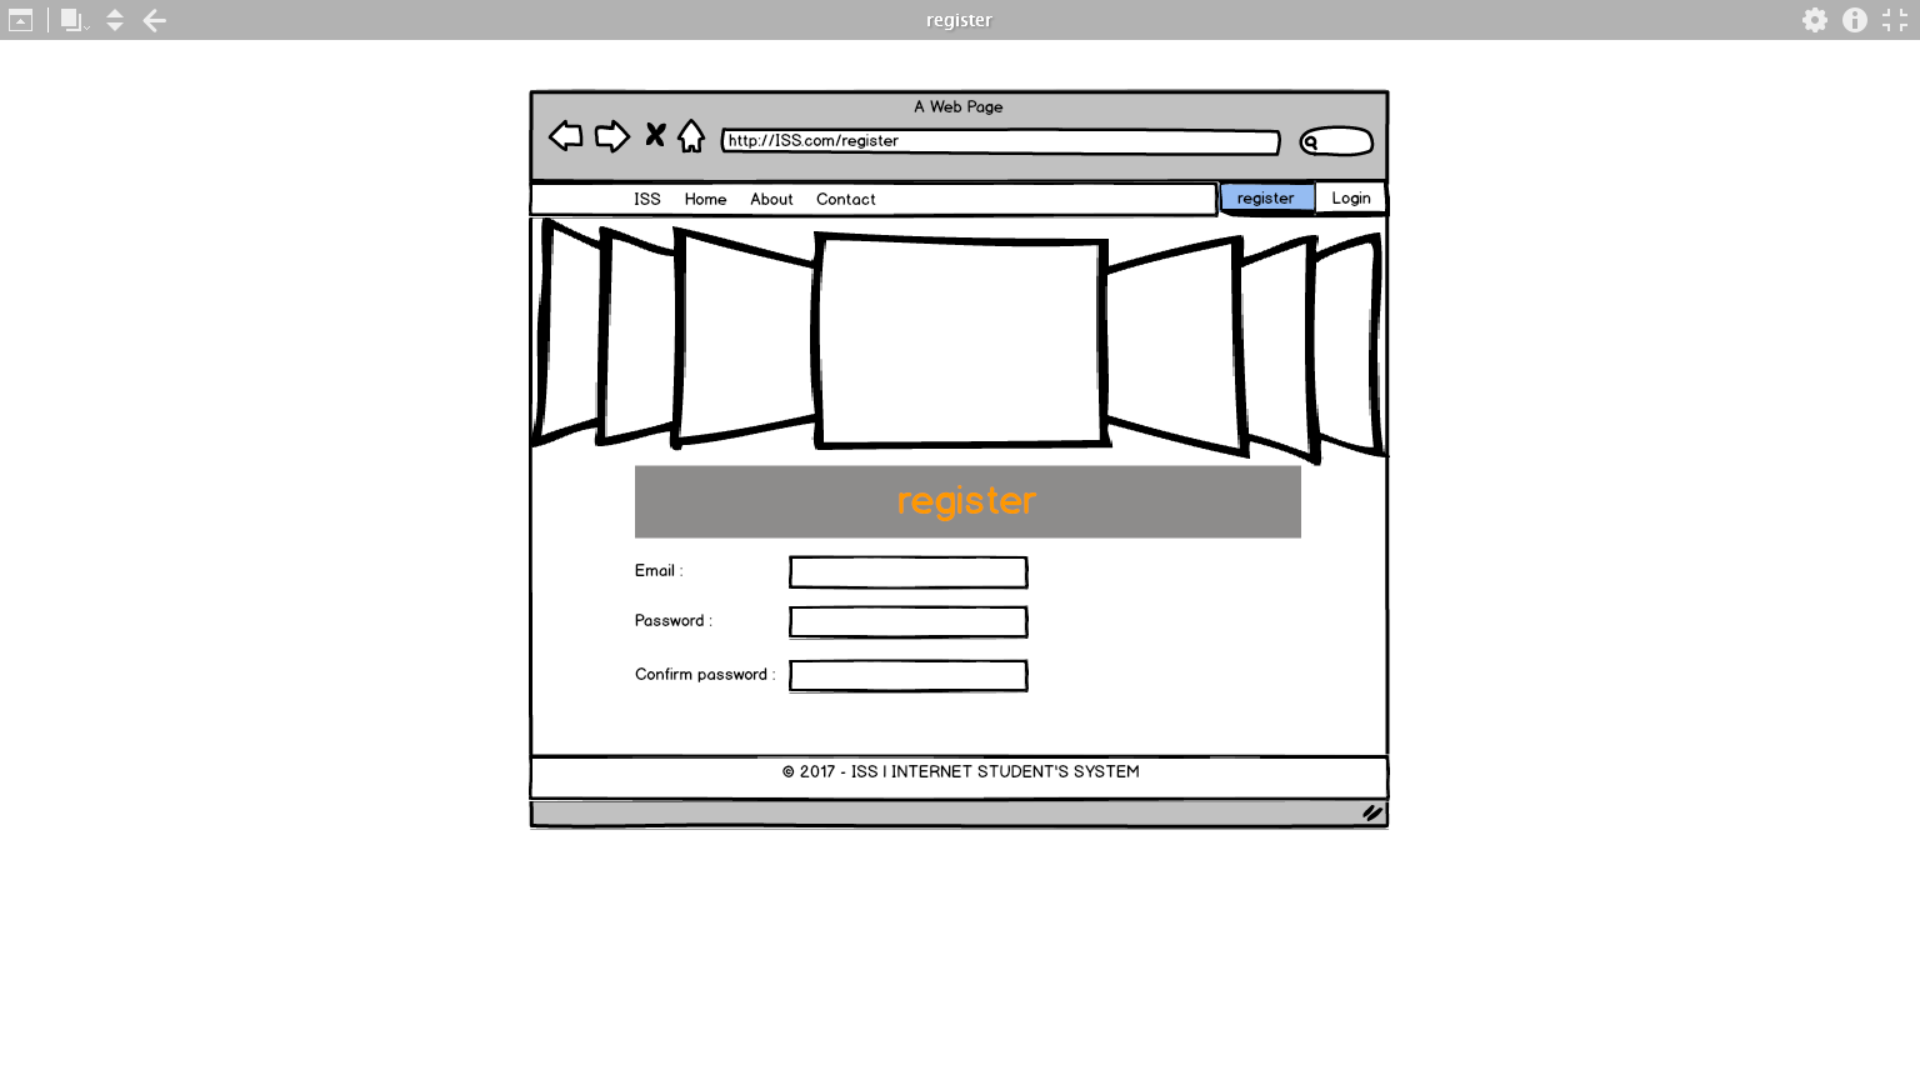 register
A Web Page
http://ISS.com/register
ISS Home About Contact register Login
register
Email :
Password :
Confirm password :
© 2017 - ISS | INTERNET STUDENT'S SYSTEM